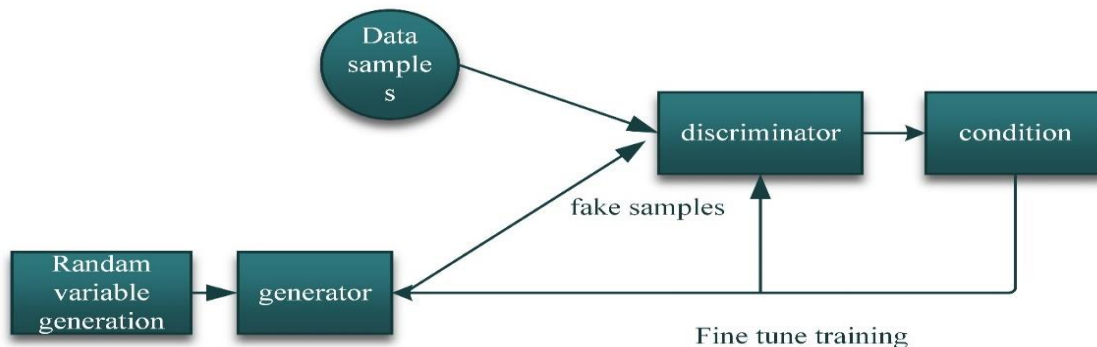 Data
sample
s
discriminator
condition
fake samples
Randam
variable
generation
generator
Fine tune training